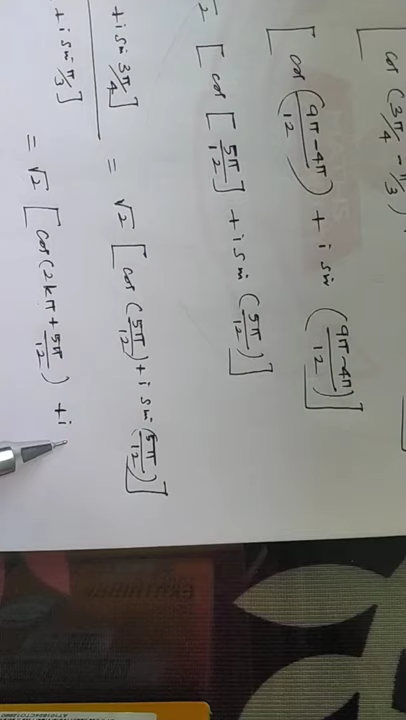 cos (3π/4 - π/3)
[cos (9π-4π/12) + i sin (9π-4π/12)]
√2 [cos [5π/12] + i sin (5π/12)]
+ i sin 3π/4] = √2 [cos (5π/12) + i sin (5π/12)]
+ i sin π/3]
= √2 [cos (2kπ + 5π/12) + i